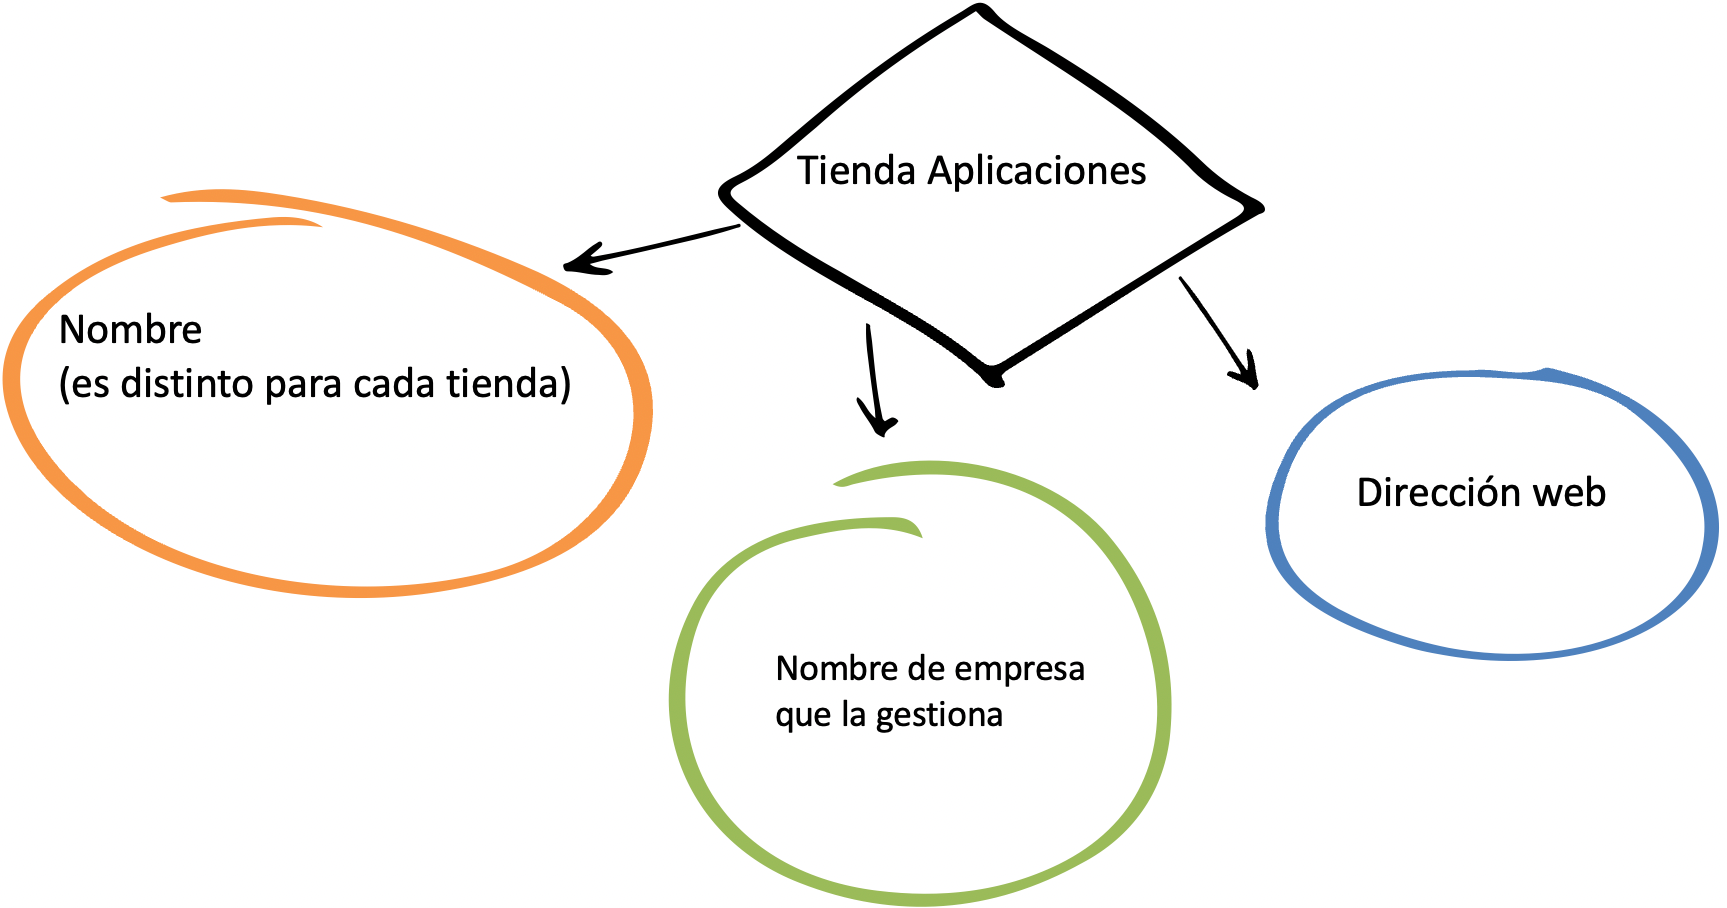 Tienda Aplicaciones
Nombre
(es distinto para cada tienda)
Nombre de empresa
que la gestiona
Dirección web